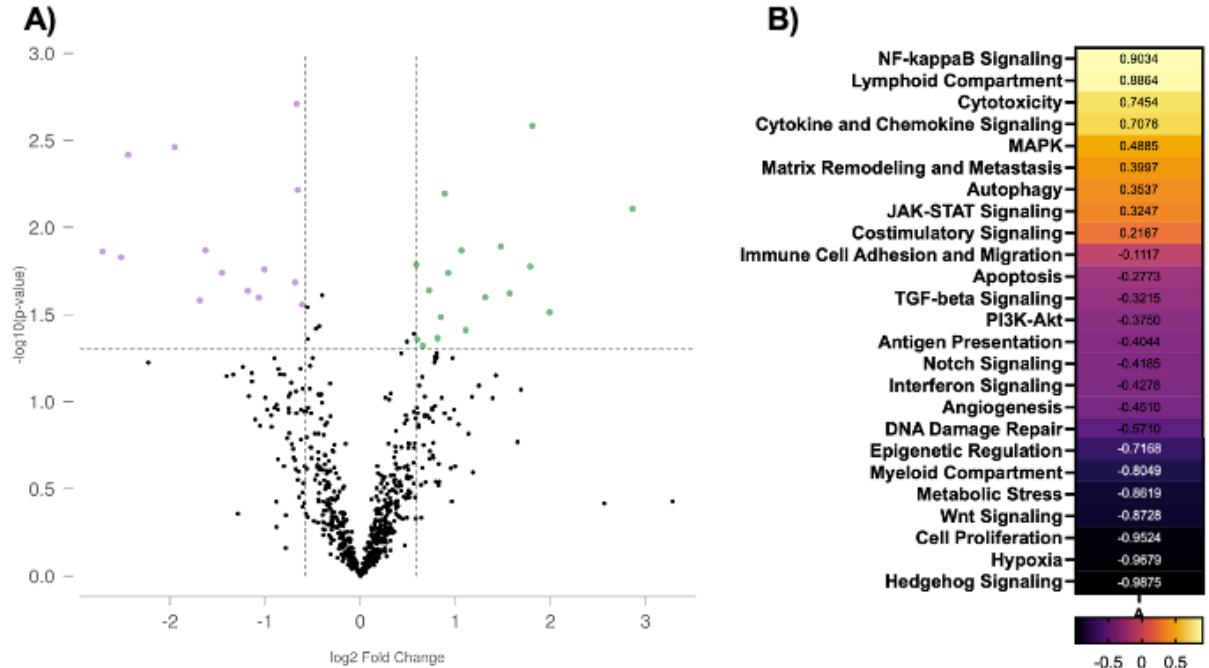 A)
3.0
2.5
2.0
1.5
1.0
0.5
0.0
-log10(p-value)
-2 -1 0 1 2 3
log2 Fold Change
B)
NF-kappaB Signaling 0.9034
Lymphoid Compartment 0.8864
Cytotoxicity 0.7454
Cytokine and Chemokine Signaling 0.7076
MAPK 0.4885
Matrix Remodeling and Metastasis 0.3997
Autophagy 0.3537
JAK-STAT Signaling 0.3247
Costimulatory Signaling 0.2167
Immune Cell Adhesion and Migration -0.1117
Apoptosis -0.2773
TGF-beta Signaling -0.3215
PI3K-Akt -0.3750
Antigen Presentation -0.4044
Notch Signaling -0.4185
Interferon Signaling -0.4278
Angiogenesis -0.4510
DNA Damage Repair -0.5710
Epigenetic Regulation -0.7168
Myeloid Compartment -0.8049
Metabolic Stress -0.8619
Wnt Signaling -0.8728
Cell Proliferation -0.9524
Hypoxia -0.9679
Hedgehog Signaling -0.9875
A
-0.5 0 0.5